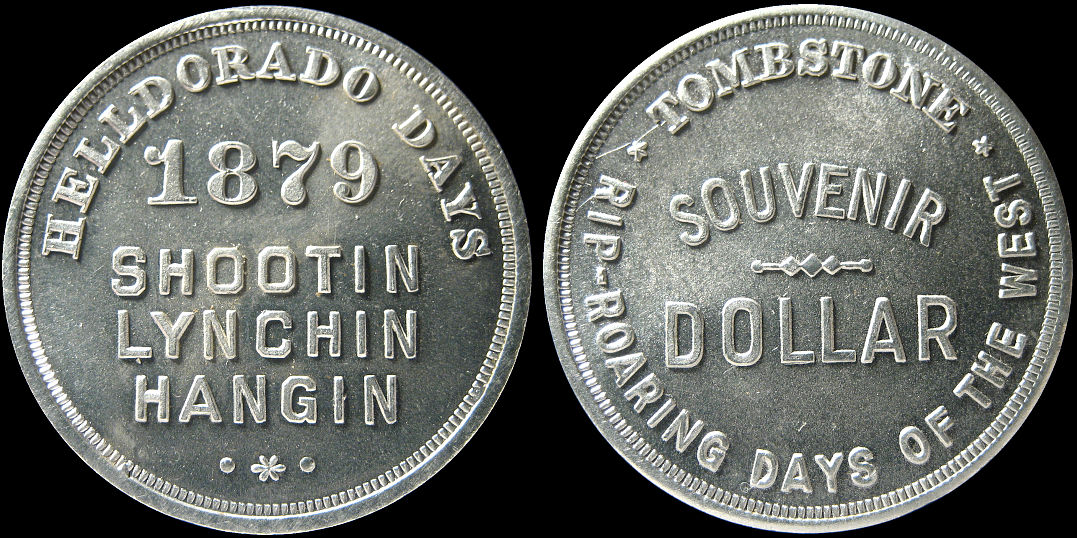 HELLDORADO DAYS
1879
SHOOTIN
LYNCHIN
HANGIN
TOMBSTONE
SOUVENIR
DOLLAR
RIP-ROARING DAYS OF THE WEST